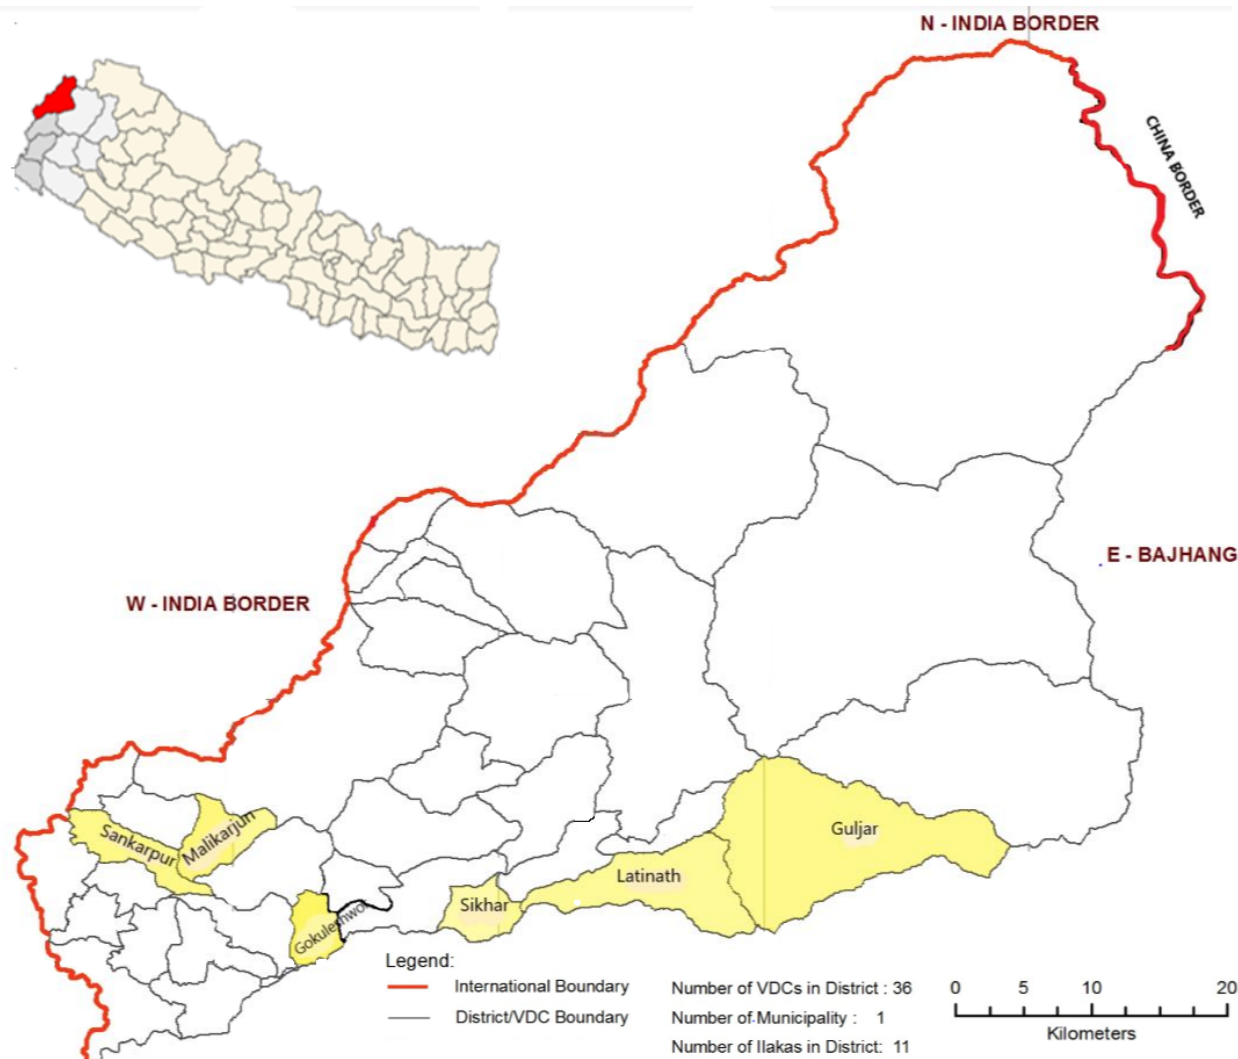 N - INDIA BORDER
CHINA BORDER
E - BAJHANG
W - INDIA BORDER
Sankarpur
Malikarjun
Guljar
Latinath
Sikhar
Legend:
International Boundary
District/VDC Boundary
Number of VDCs in District : 36
Number of Municipality : 1
Number of Ilakas in District: 11
0 5 10 20
Kilometers